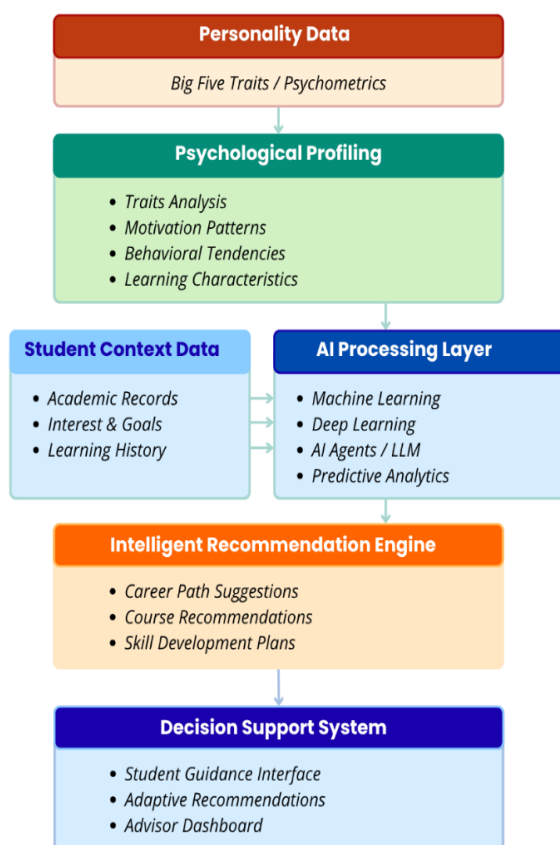 Personality Data
Big Five Traits / Psychometrics
Psychological Profiling
• Traits Analysis
• Motivation Patterns
• Behavioral Tendencies
• Learning Characteristics
Student Context Data
• Academic Records
• Interest & Goals
• Learning History
AI Processing Layer
• Machine Learning
• Deep Learning
• AI Agents / LLM
• Predictive Analytics
Intelligent Recommendation Engine
• Career Path Suggestions
• Course Recommendations
• Skill Development Plans
Decision Support System
• Student Guidance Interface
• Adaptive Recommendations
• Advisor Dashboard